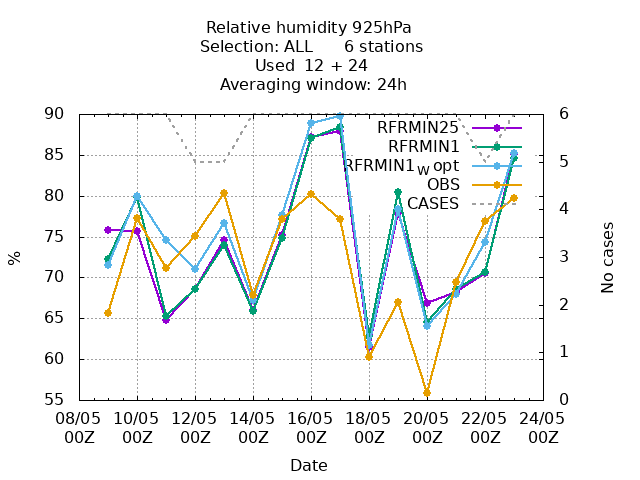 Relative humidity 925hPa
Selection: ALL 6 stations
Used 12 + 24
Averaging window: 24h
90
85
80
75
70
65
60
55
%
6
5
4
3
2
1
0
No cases
RFRMIN25
RFRMIN1
RFRMIN1w opt
OBS
CASES
08/05 10/05 12/05 14/05 16/05 18/05 20/05 22/05 24/05
00Z 00Z 00Z 00Z 00Z 00Z 00Z 00Z 00Z
Date